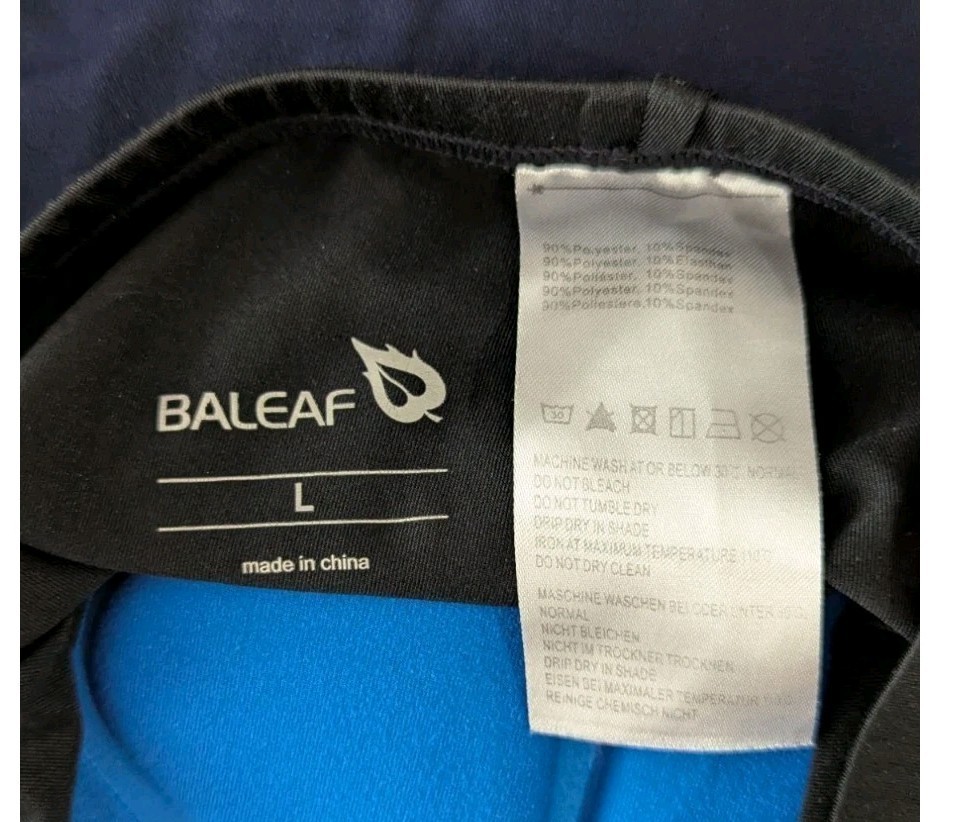 BALEAF
L
made in china
90%Polyester, 10%Spandex
90%Polyester, 10%Elasthan
90%Poliéster, 10%Spandex
90%Polyester, 10%Spandex
90%Poliestere,10%Spandex
30
MACHINE WASH AT OR BELOW 30°C, NORMAL
DO NOT BLEACH
DO NOT TUMBLE DRY
DRIP DRY IN SHADE
IRON AT MAXIMUM TEMPERATURE
DO NOT DRY CLEAN
MASCHINE WASCHEN BEI ODER UNTER 30°C,
NORMAL
NICHT BLEICHEN
NICHT IM TROCKNER TROCKNEN
DRIP DRY IN SHADE
EISEN BEI MAXIMALER TEMPERATUR
REINIGE CHEMISCH NICHT